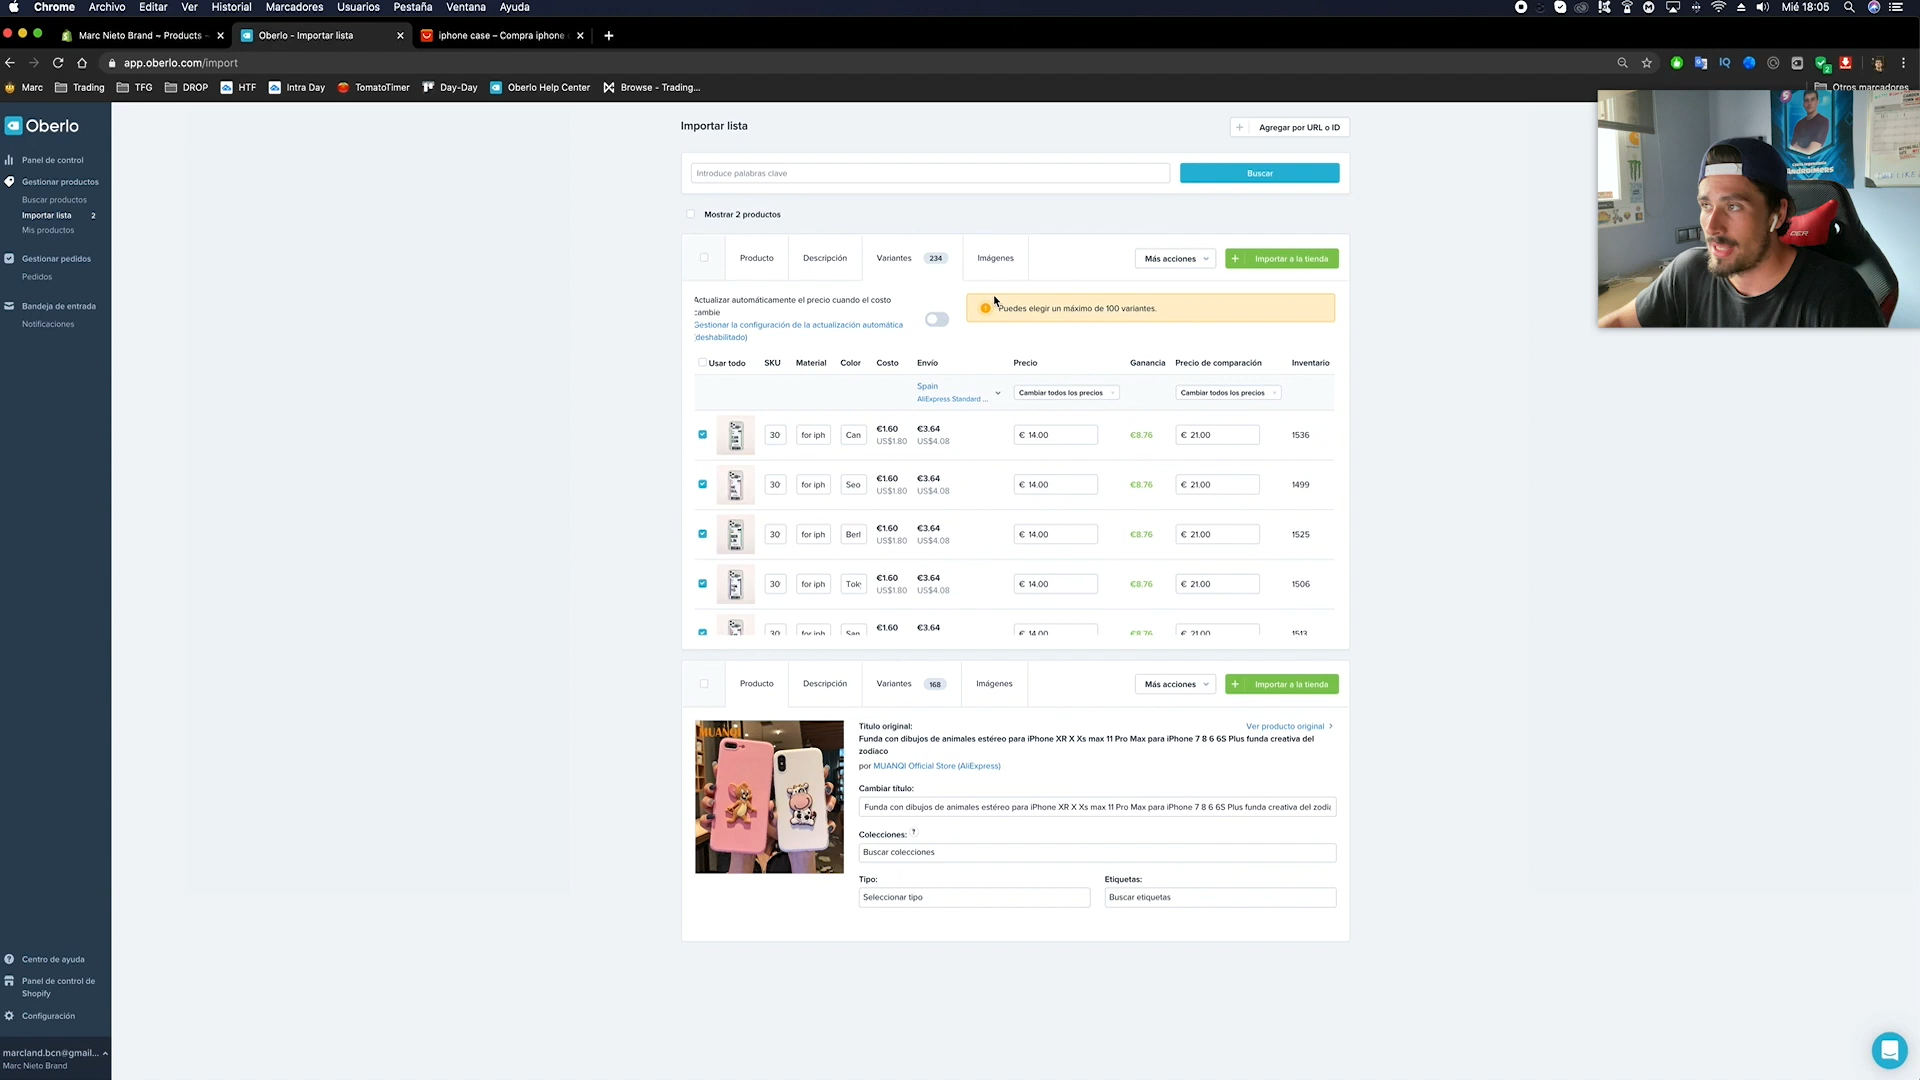 Chrome Archivo Editar Ver Historial Marcadores Usuarios Pestaña Ventana Ayuda Mié 18:05
Marc Nieto Brand ~ Products - Oberlo - Importar lista iphone case – Compra iphone
app.oberlo.com/import
Marc Trading TFG DROP HTF Intra Day TomatoTimer Day-Day Oberlo Help Center Browse - Trading... Otros marcadores
Oberlo
Panel de control
Gestionar productos
Buscar productos
Importar lista 2
Mis productos
Gestionar pedidos
Pedidos
Bandeja de entrada
Notificaciones
Centro de ayuda
Panel de control de
Shopify
Configuración
marcland.bcn@gmail...
Marc Nieto Brand
Importar lista
+ Agregar por URL o ID
Introduce palabras clave Buscar
Mostrar 2 productos
Producto Descripción Variantes 234 Imágenes Más acciones + Importar a la tienda
Actualizar automáticamente el precio cuando el costo
cambie
Gestionar la configuración de la actualización automática
(deshabilitado)
Puedes elegir un máximo de 100 variantes.
Usar todo SKU Material Color Costo Envío Precio Ganancia Precio de comparación Inventario
Spain
AliExpress Standard ...
Cambiar todos los precios Cambiar todos los precios
30 for iph Can €1.60 €3.64 € 14.00 €8.76 € 21.00 1536
US$1.80 US$4.08
30 for iph Seo €1.60 €3.64 € 14.00 €8.76 € 21.00 1499
US$1.80 US$4.08
30 for iph Berl €1.60 €3.64 € 14.00 €8.76 € 21.00 1525
US$1.80 US$4.08
30 for iph Tok €1.60 €3.64 € 14.00 €8.76 € 21.00 1506
US$1.80 US$4.08
30 for iph San €1.60 €3.64 € 14.00 €8.76 € 21.00 1513
Producto Descripción Variantes 168 Imágenes Más acciones + Importar a la tienda
MUANQI
Título original:
Ver producto original
Funda con dibujos de animales estéreo para iPhone XR X Xs max 11 Pro Max para iPhone 7 8 6 6S Plus funda creativa del
zodiaco
por MUANQI Official Store (AliExpress)
Cambiar título:
Funda con dibujos de animales estéreo para iPhone XR X Xs max 11 Pro Max para iPhone 7 8 6 6S Plus funda creativa del zodia
Colecciones: ?
Buscar colecciones
Tipo: Etiquetas:
Seleccionar tipo Buscar etiquetas